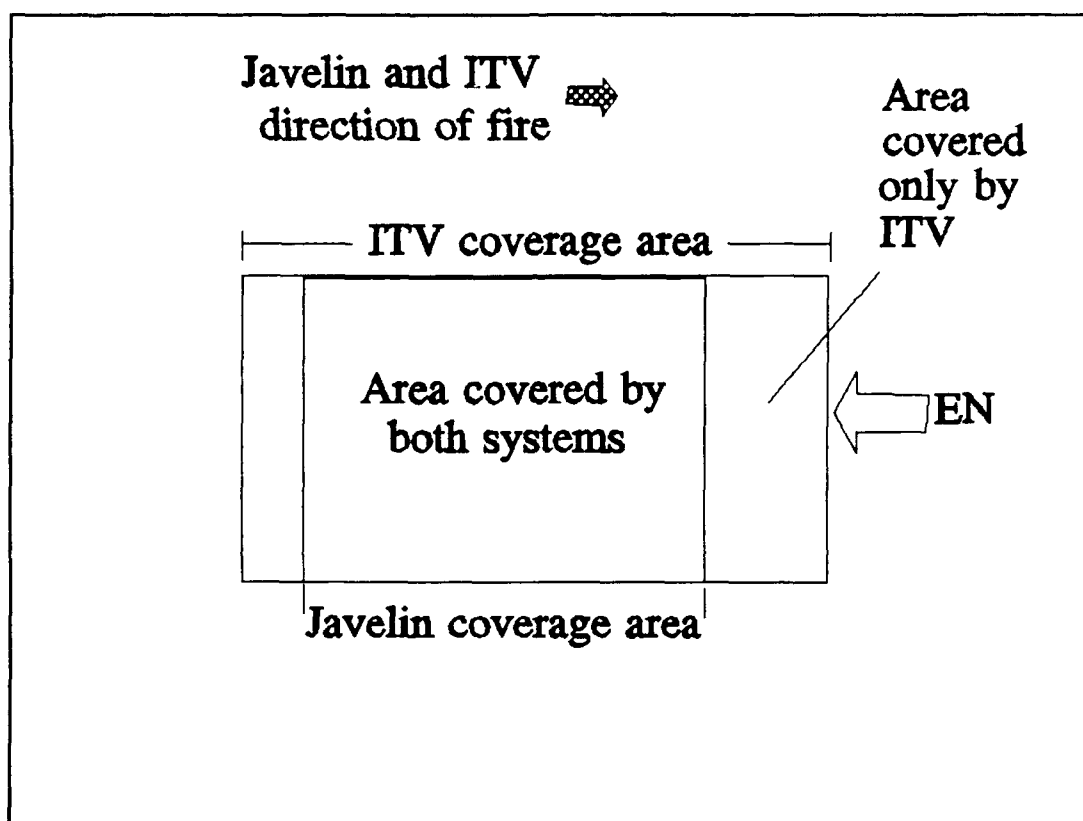 Javelin and ITV
direction of fire
Area
covered
only by
ITV
ITV coverage area
Area covered by
both systems
EN
Javelin coverage area